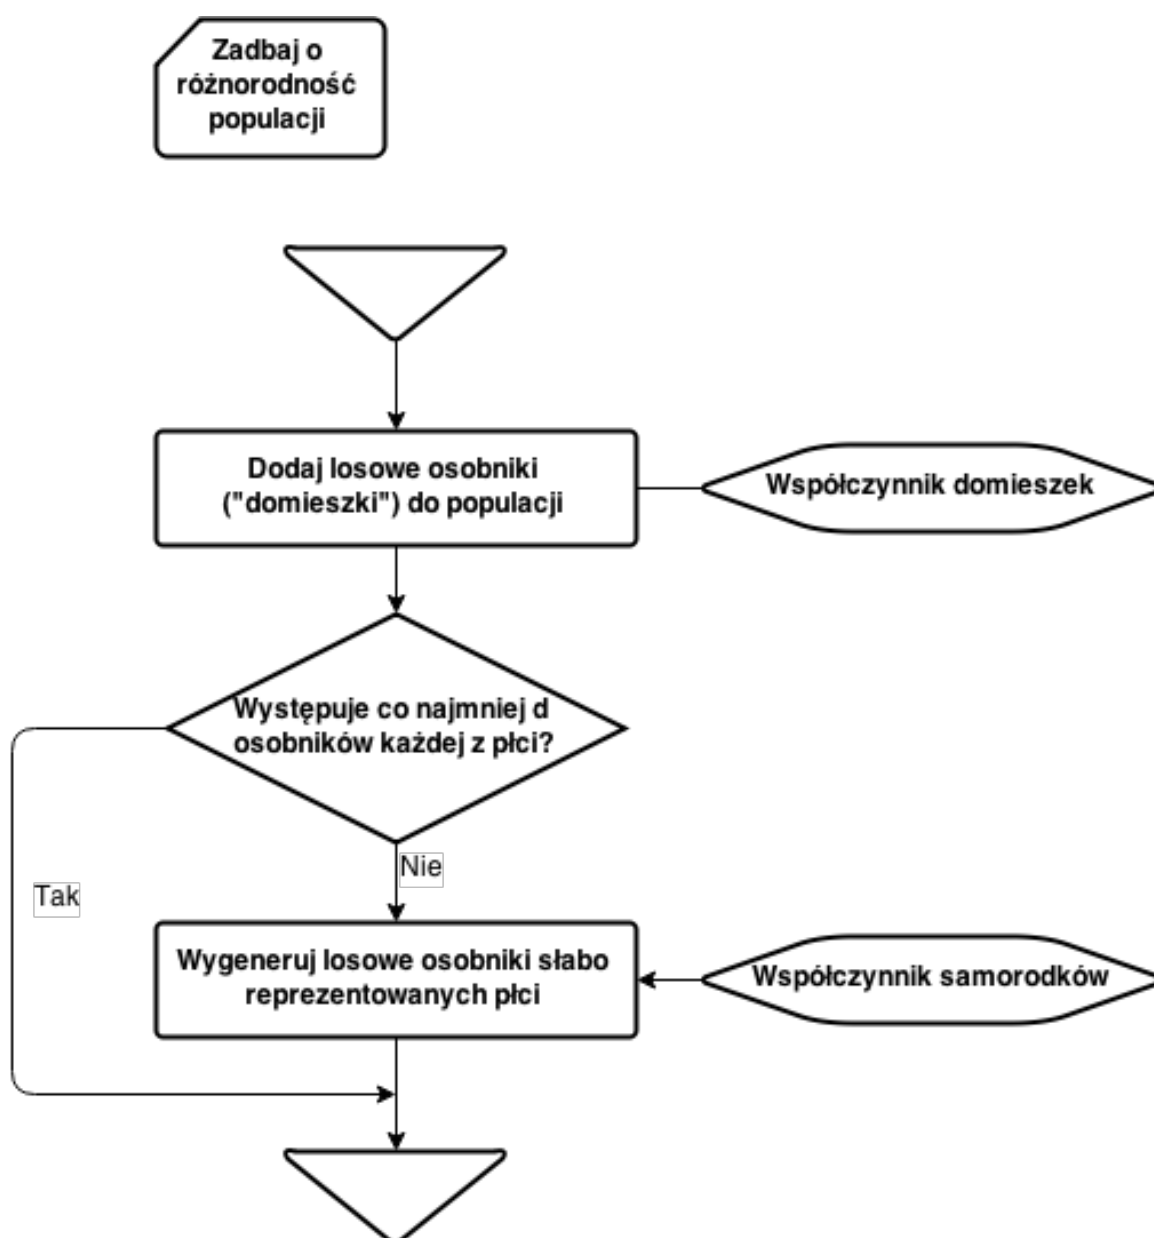 Zadbaj o
różnorodność
populacji
Dodaj losowe osobniki
("domieszki") do populacji
Współczynnik domieszek
Występuje co najmniej d
osobników każdej z płci?
Nie
Tak
Wygeneruj losowe osobniki słabo
reprezentowanych płci
Współczynnik samorodków